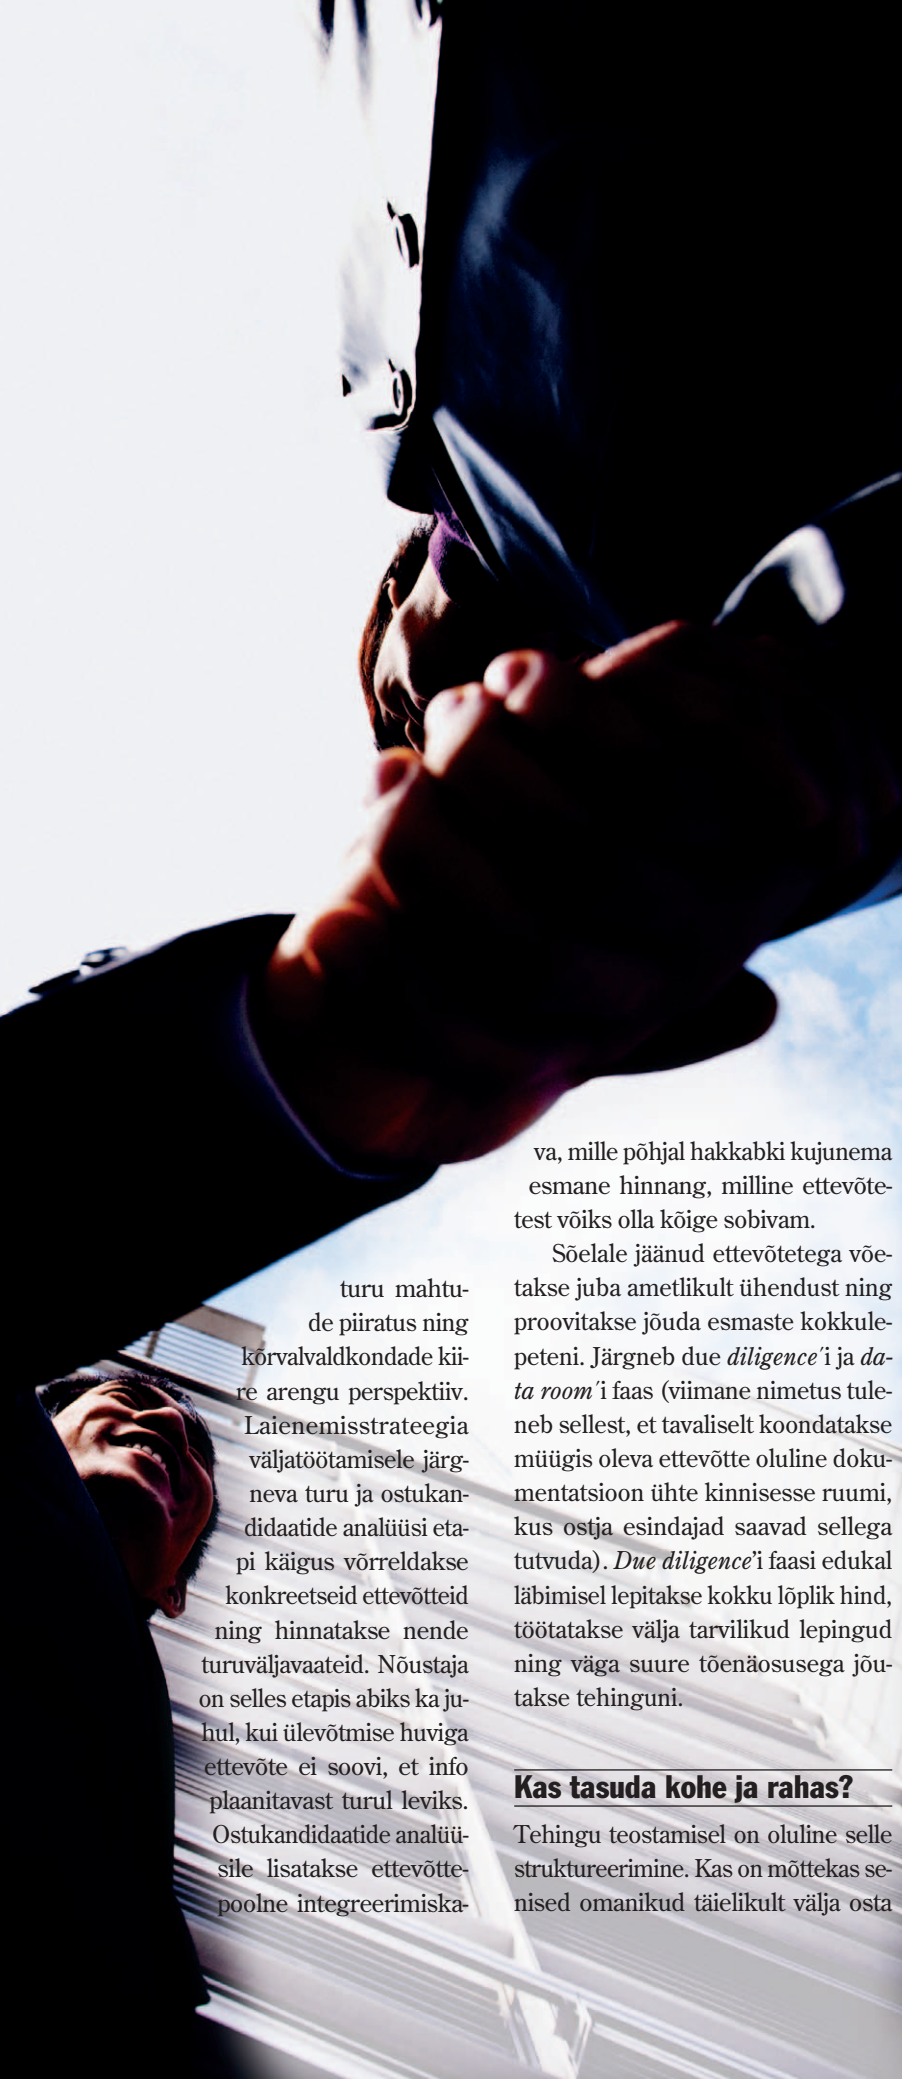 turu mahtu-
de piiratus ning
kõrvalvaldkondade kii-
re arengu perspektiiv.
Laienemisstrateegia
väljatöötamisele järg-
neva turu ja ostukan-
didaatide analüüsi eta-
pi käigus võrreldakse
konkreetseid ettevõtteid
ning hinnatakse nende
turuväljavaateid. Nõustaja
on selles etapis abiks ka ju-
hul, kui ülevõtmise huviga
ettevõte ei soovi, et info
plaanitavast turul leviks.
Ostukandidaatide analüü-
sile lisatakse ettevõtte-
poolne integreerimiska-
va, mille põhjal hakkabki kujunema
esmane hinnang, milline ettevõte-
test võiks olla kõige sobivam.
Sõelale jäänud ettevõtetega võe-
takse juba ametlikult ühendust ning
proovitakse jõuda esmaste kokkule-
peteni. Järgneb due diligence´i ja da-
ta room´i faas (viimane nimetus tule-
neb sellest, et tavaliselt koondatakse
müügis oleva ettevõtte oluline doku-
mentatsioon ühte kinnisesse ruumi,
kus ostja esindajad saavad sellega
tutvuda). Due diligence’i faasi edukal
läbimisel lepitakse kokku lõplik hind,
töötatakse välja tarvilikud lepingud
ning väga suure tõenäosusega jõu-
takse tehinguni.
Kas tasuda kohe ja rahas?
Tehingu teostamisel on oluline selle
struktureerimine. Kas on mõttekas se-
nised omanikud täielikult välja osta